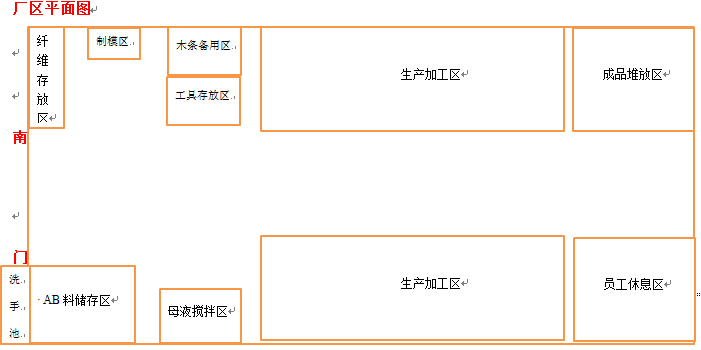 厂区平面图
纤维存放区
制模区
木条备用区
工具存放区
生产加工区
成品堆放区
南
门
洗手池
AB 料储存区
母液搅拌区
生产加工区
员工休息区